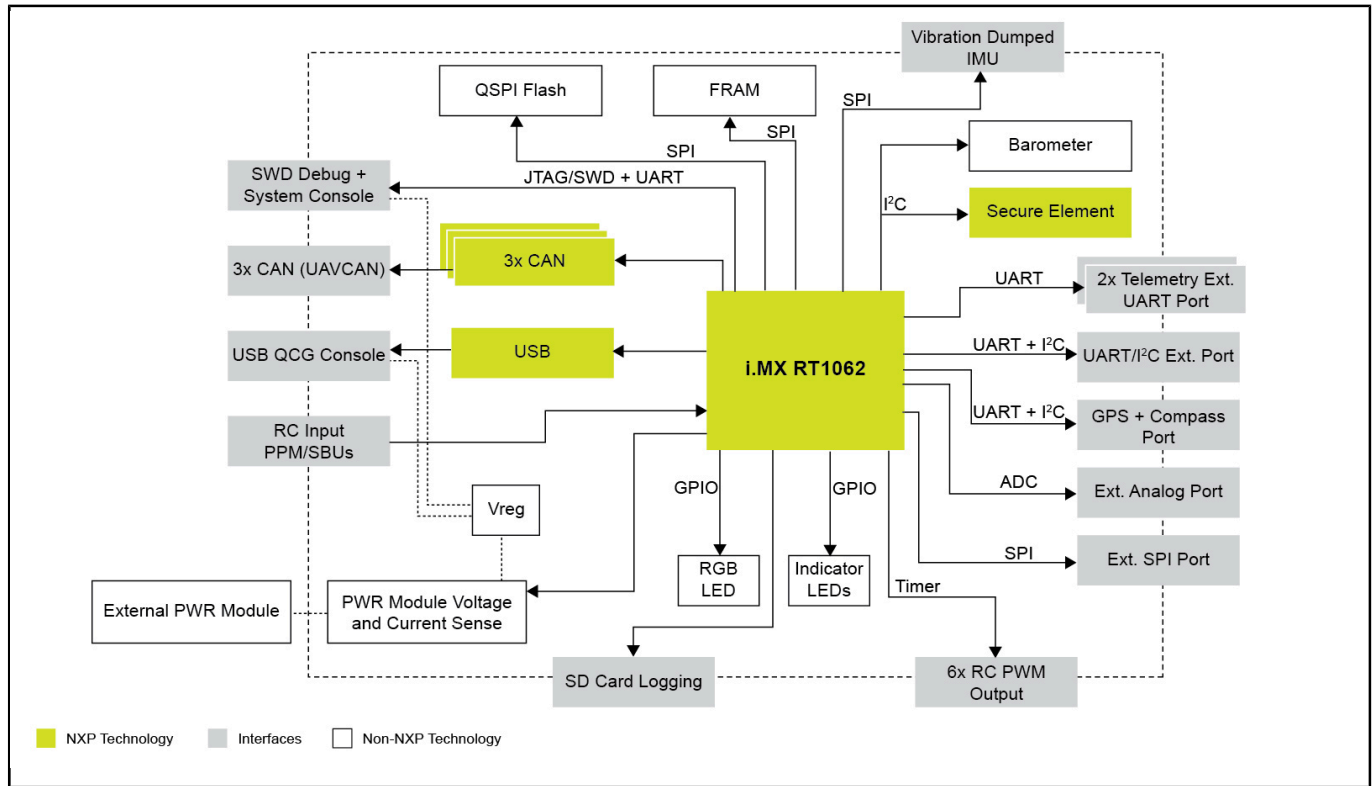 Vibration Dumped
IMU
QSPI Flash
FRAM
SPI
SPI
SPI
Barometer
SWD Debug +
System Console
JTAG/SWD + UART
I²C
Secure Element
3x CAN (UAVCAN)
3x CAN
UART
2x Telemetry Ext.
UART Port
USB QCG Console
USB
i.MX RT1062
UART + I²C
UART/I²C Ext. Port
RC Input
PPM/SBUs
UART + I²C
GPS + Compass
Port
GPIO
GPIO
ADC
Ext. Analog Port
Vreg
SPI
Ext. SPI Port
RGB
LED
Indicator
LEDs
Timer
External PWR Module
PWR Module Voltage
and Current Sense
SD Card Logging
6x RC PWM
Output
NXP Technology
Interfaces
Non-NXP Technology